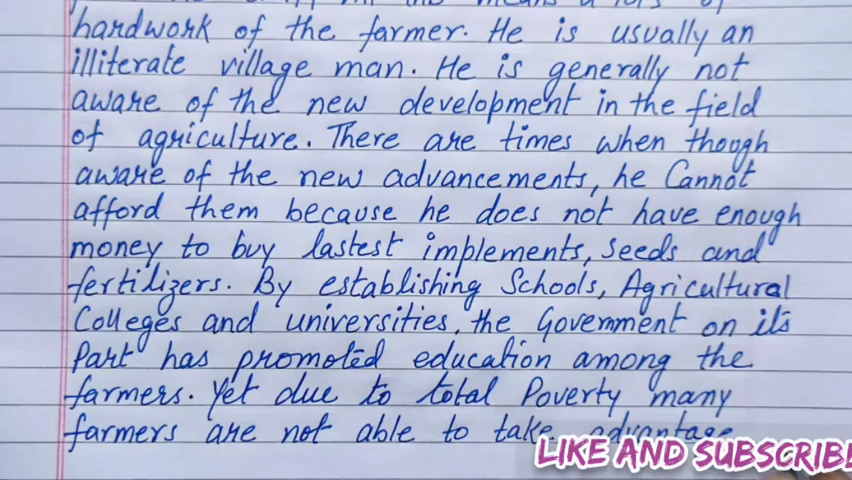 hardwork of the farmer. He is usually an
illiterate village man. He is generally not
aware of the new development in the field
of agriculture. There are times when though
aware of the new advancements, he Cannot
afford them because he does not have enough
money to buy lastest implements, seeds and
fertilizers. By establishing Schools, Agricultural
Colleges and universities, the Government on its
Part has promoted education among the
farmers. Yet due to total Poverty many
farmers are not able to take advantage
LIKE AND SUBSCRIBE